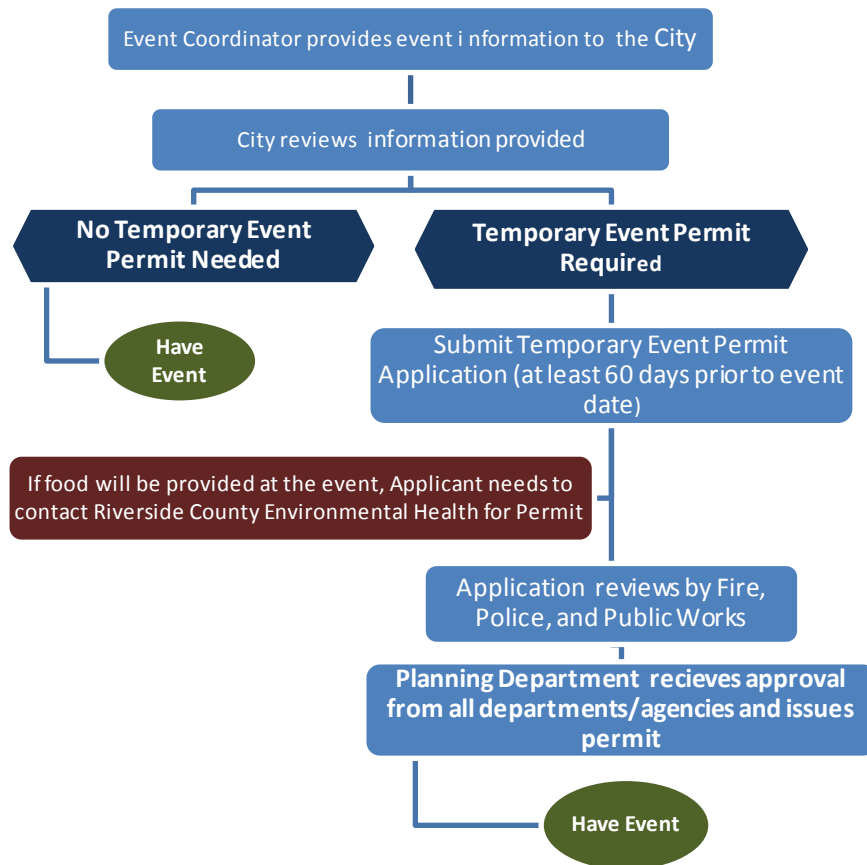 Event Coordinator provides event i nformation to the City
City reviews information provided
No Temporary Event
Permit Needed
Temporary Event Permit
Required
Have
Event
Submit Temporary Event Permit
Application (at least 60 days prior to event
date)
If food will be provided at the event, Applicant needs to
contact Riverside County Environmental Health for Permit
Application reviews by Fire,
Police, and Public Works
Planning Department recieves approval
from all departments/agencies and issues
permit
Have Event